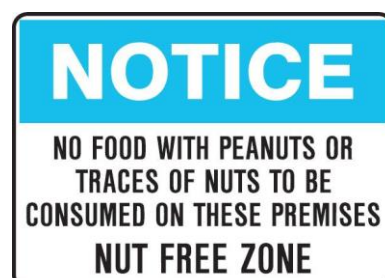 NOTICE
NO FOOD WITH PEANUTS OR
TRACES OF NUTS TO BE
CONSUMED ON THESE PREMISES
NUT FREE ZONE